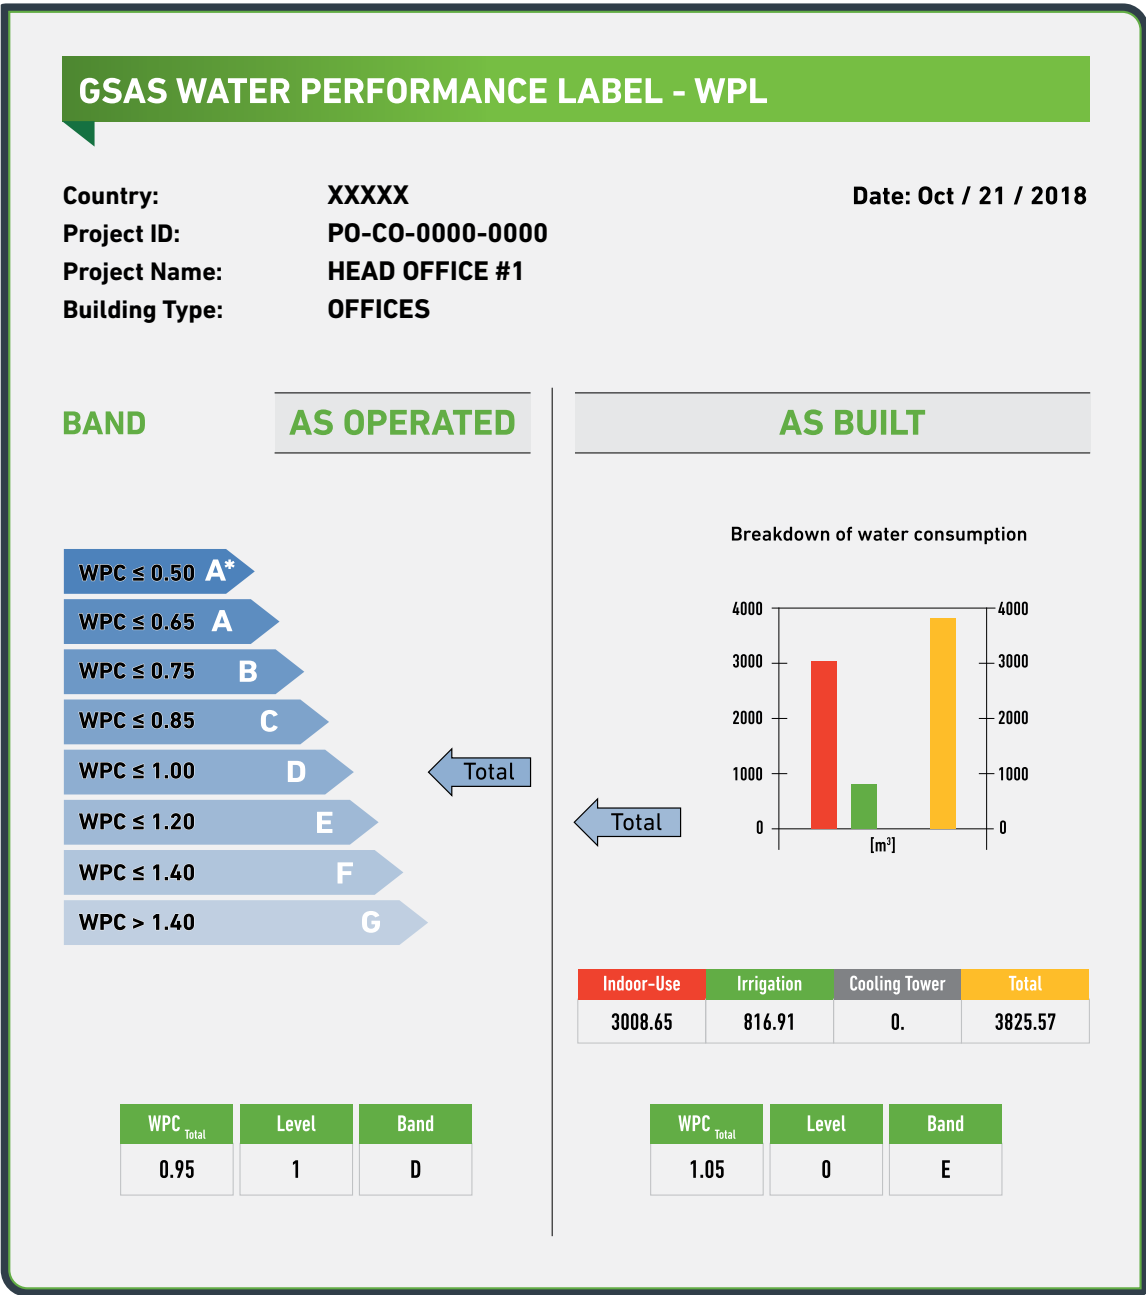 GSAS WATER PERFORMANCE LABEL - WPL
Country: XXXXX Date: Oct / 21 / 2018
Project ID: PO-CO-0000-0000
Project Name: HEAD OFFICE #1
Building Type: OFFICES
BAND AS OPERATED AS BUILT
WPC ≤ 0.50 A*
WPC ≤ 0.65 A
WPC ≤ 0.75 B
WPC ≤ 0.85 C
WPC ≤ 1.00 D
WPC ≤ 1.20 E
WPC ≤ 1.40 F
WPC > 1.40 G
Total
Total
Breakdown of water consumption
4000 4000
3000 3000
2000 2000
1000 1000
0 0
[m³]
Indoor-Use Irrigation Cooling Tower Total
3008.65 816.91 0. 3825.57
WPC Total Level Band
0.95 1 D
WPC Total Level Band
1.05 0 E